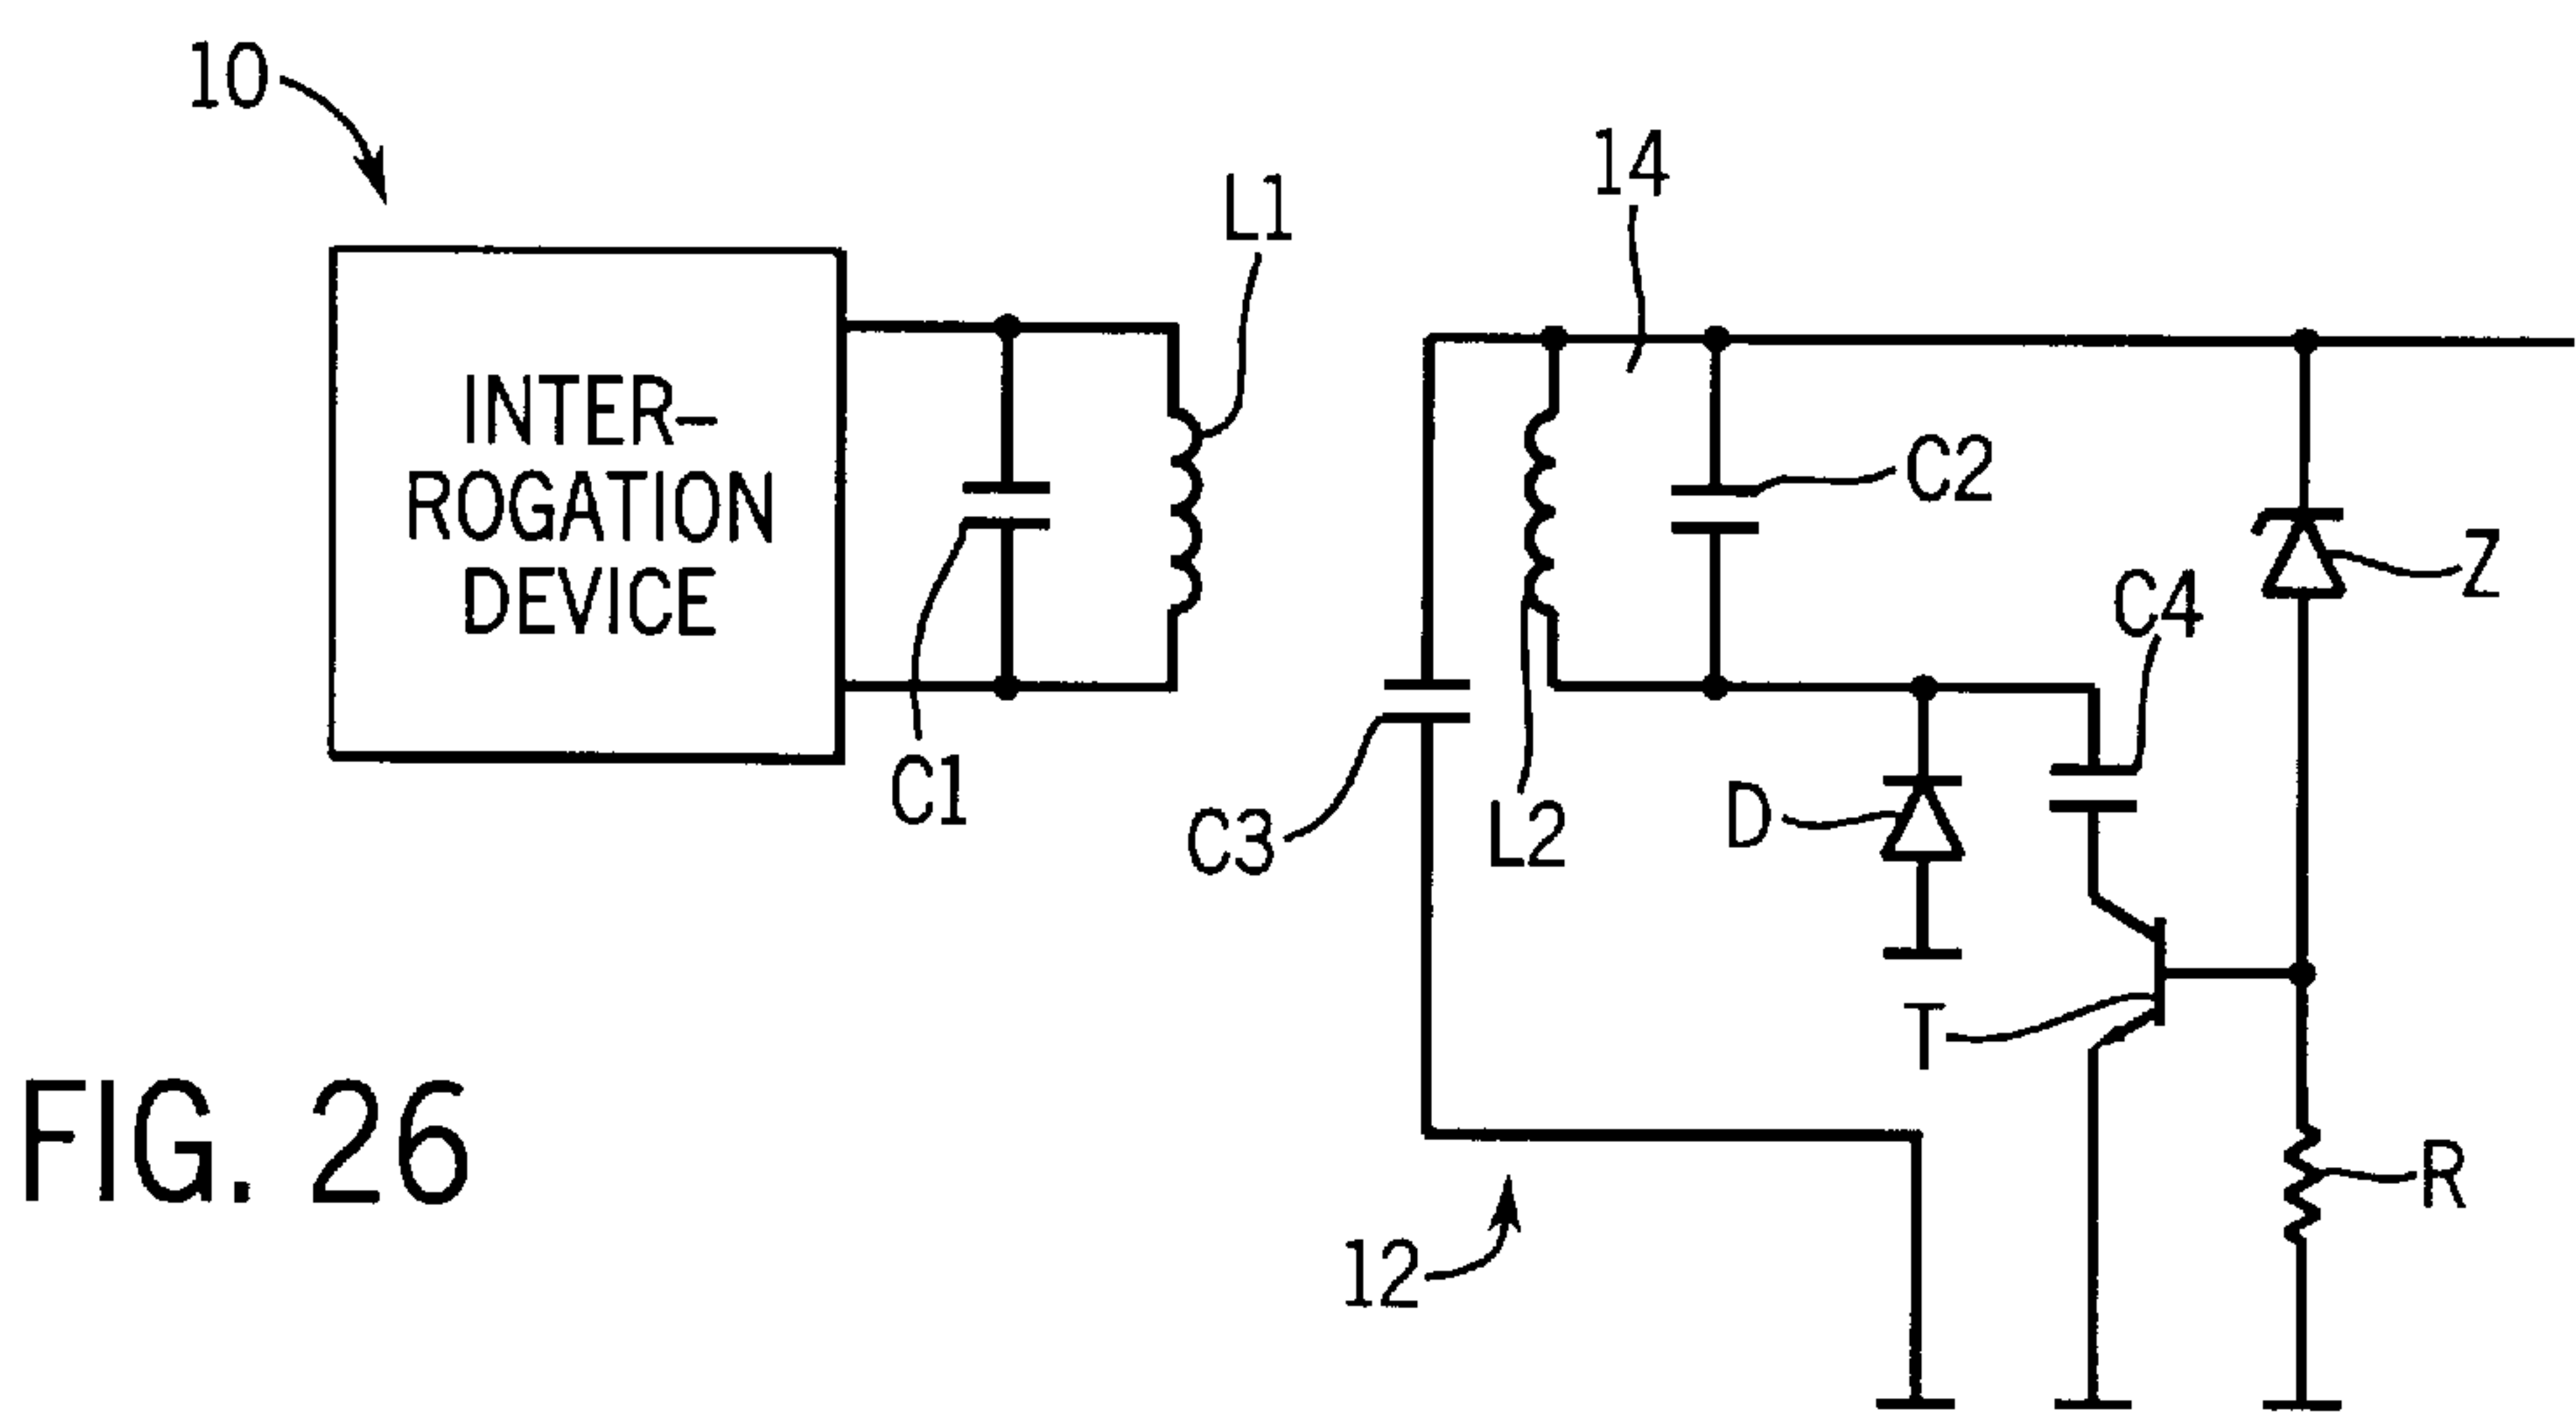 10
14
L1
INTER-
ROGATION
DEVICE
C2
Z
C4
C1
C3
L2
D
T
FIG. 26
R
12